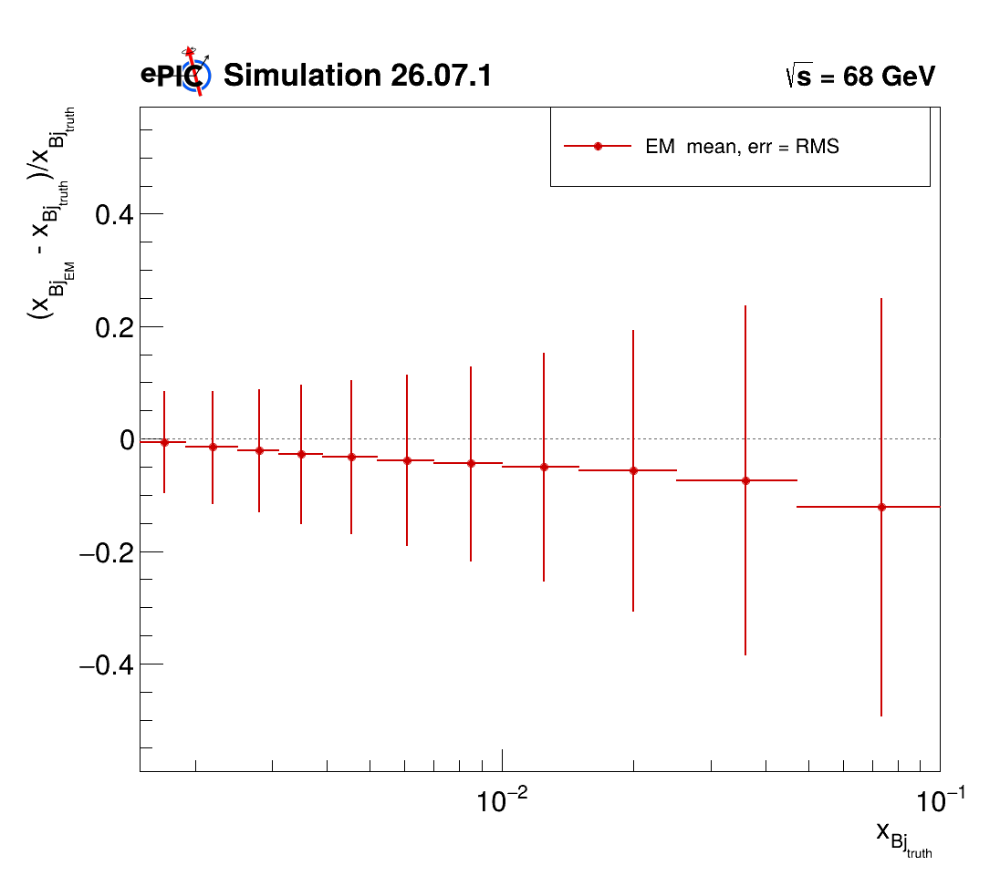 ePIC Simulation 26.07.1
√s = 68 GeV
(x_Bj_EM - x_Bj_truth)/x_Bj_truth
EM mean, err = RMS
0.4
0.2
0
−0.2
−0.4
10⁻²
10⁻¹
x_Bj_truth